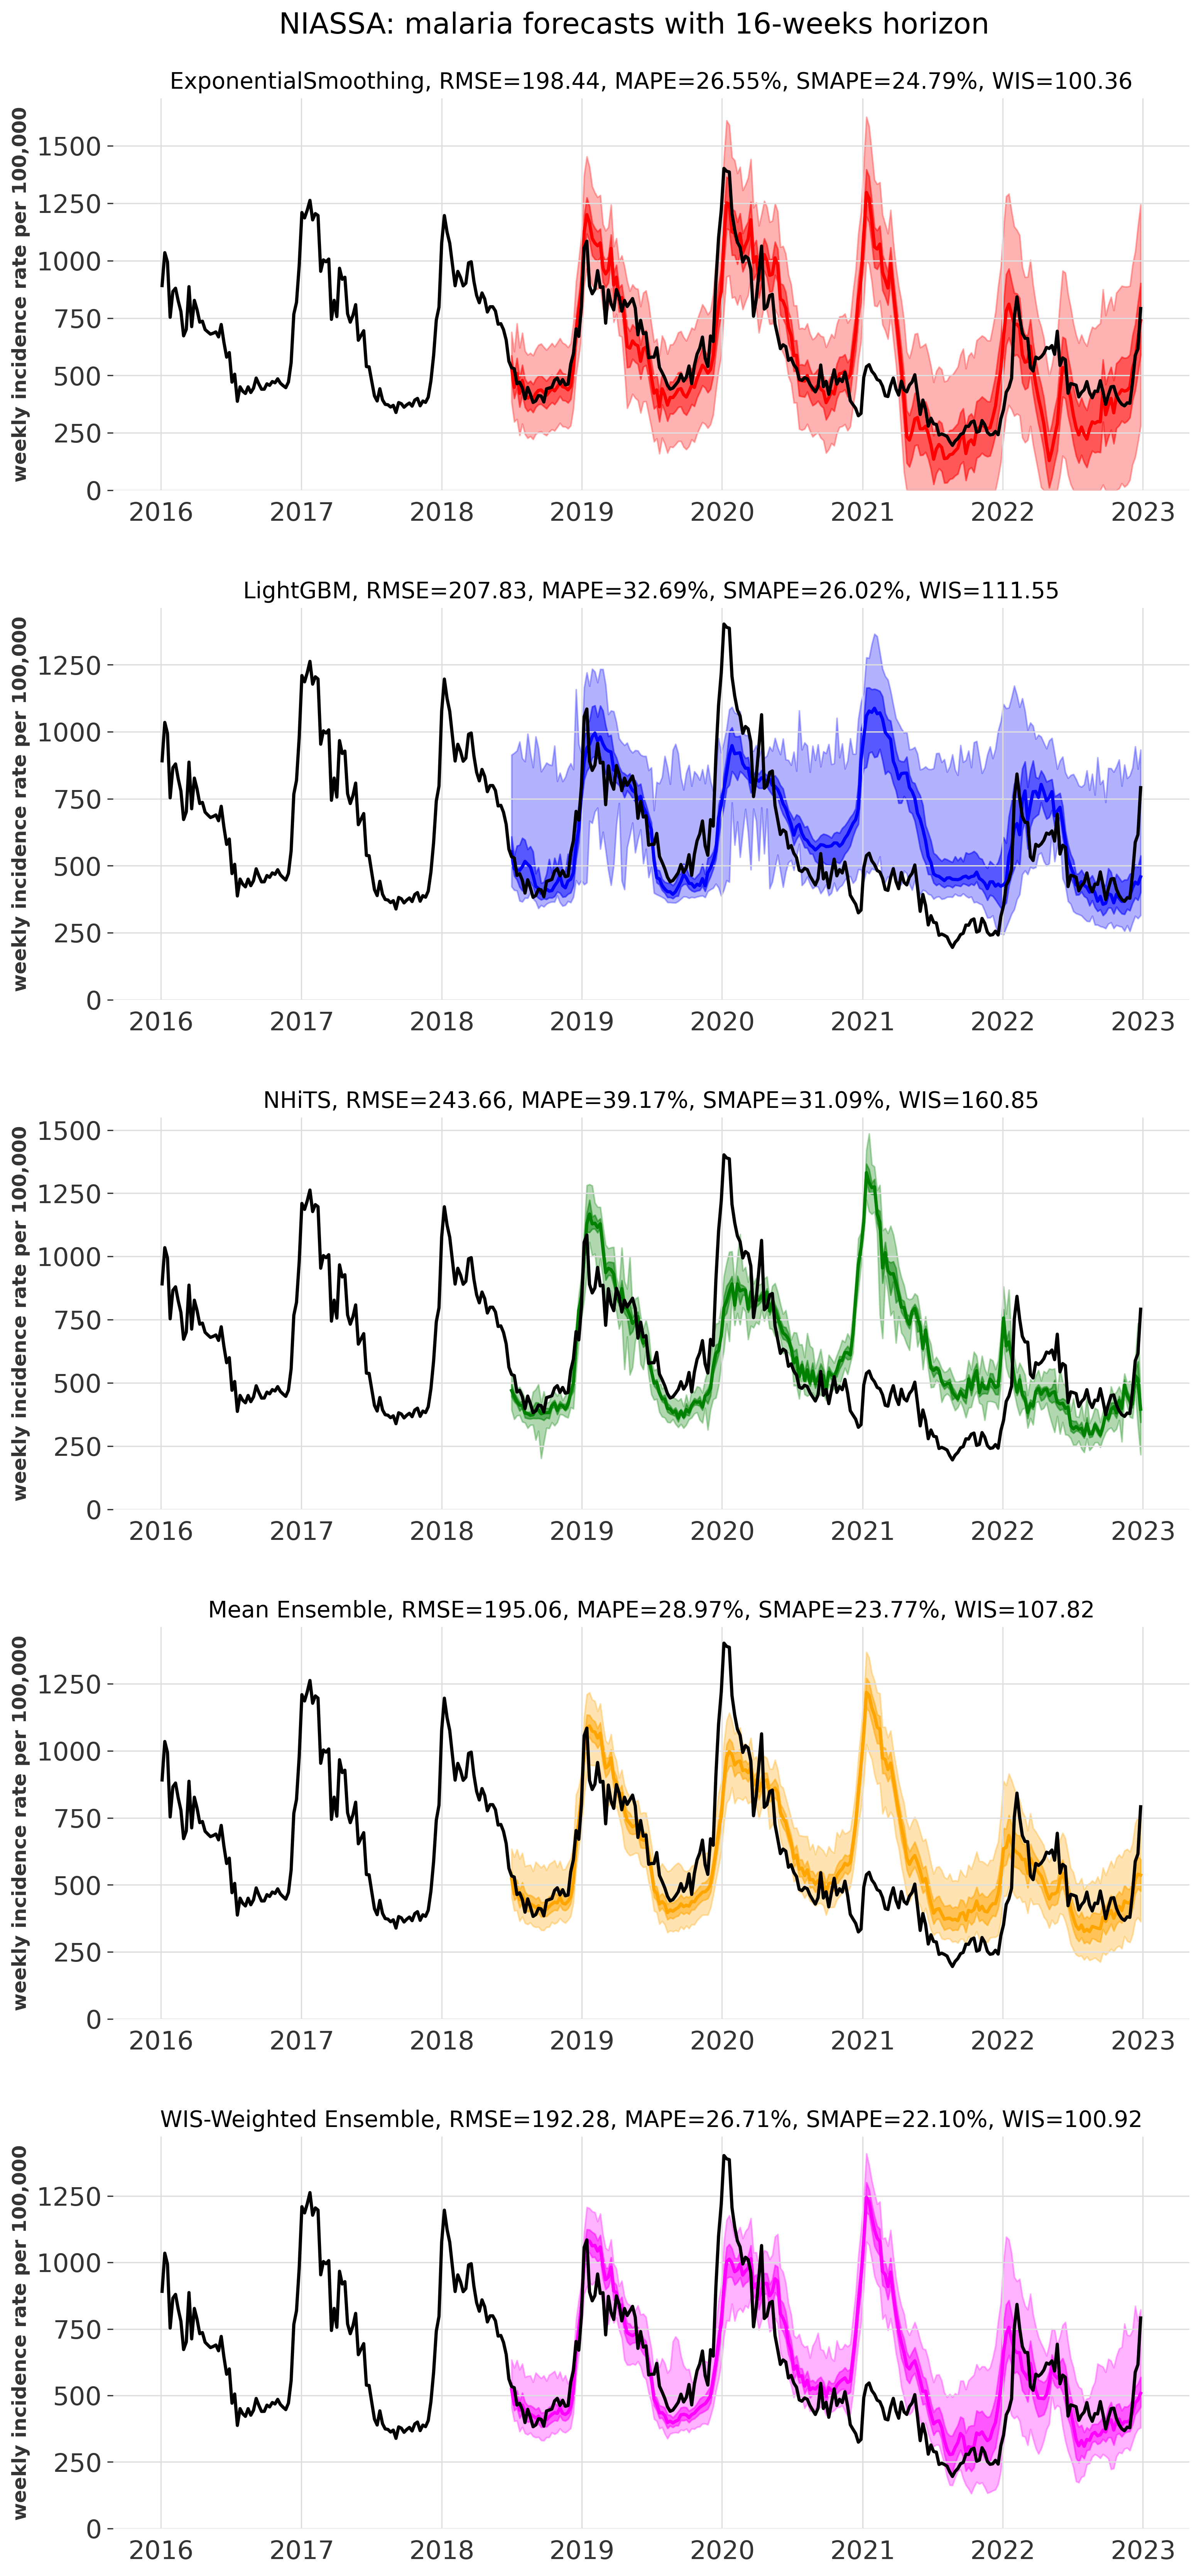 NIASSA: malaria forecasts with 16-weeks horizon
ExponentialSmoothing, RMSE=198.44, MAPE=26.55%, SMAPE=24.79%, WIS=100.36
weekly incidence rate per 100,000
1500
1250
1000
750
500
250
0
2016 2017 2018 2019 2020 2021 2022 2023
LightGBM, RMSE=207.83, MAPE=32.69%, SMAPE=26.02%, WIS=111.55
weekly incidence rate per 100,000
1250
1000
750
500
250
0
2016 2017 2018 2019 2020 2021 2022 2023
NHiTS, RMSE=243.66, MAPE=39.17%, SMAPE=31.09%, WIS=160.85
weekly incidence rate per 100,000
1500
1250
1000
750
500
250
0
2016 2017 2018 2019 2020 2021 2022 2023
Mean Ensemble, RMSE=195.06, MAPE=28.97%, SMAPE=23.77%, WIS=107.82
weekly incidence rate per 100,000
1250
1000
750
500
250
0
2016 2017 2018 2019 2020 2021 2022 2023
WIS-Weighted Ensemble, RMSE=192.28, MAPE=26.71%, SMAPE=22.10%, WIS=100.92
weekly incidence rate per 100,000
1250
1000
750
500
250
0
2016 2017 2018 2019 2020 2021 2022 2023